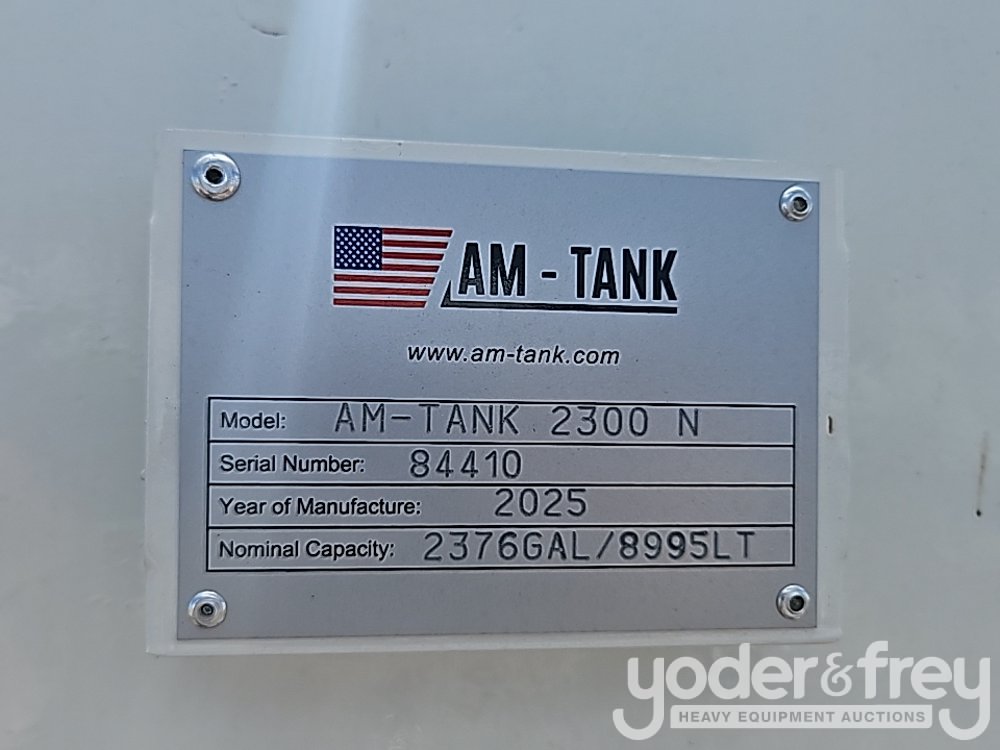 AM - TANK
www.am-tank.com
Model: AM-TANK 2300 N
Serial Number: 84410
Year of Manufacture: 2025
Nominal Capacity: 2376GAL/8995LT
yoder&frey
HEAVY EQUIPMENT AUCTIONS